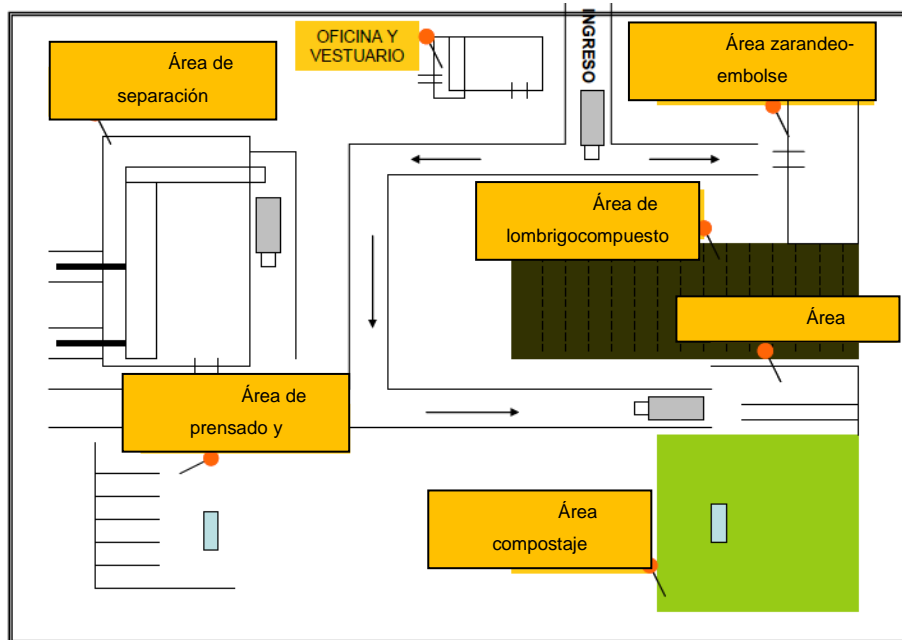 OFICINA Y
VESTUARIO
INGRESO
Área de
separación
Área zarandeo-
embolse
Área de
lombrigocompuesto
Área
Área de
prensado y
Área
compostaje